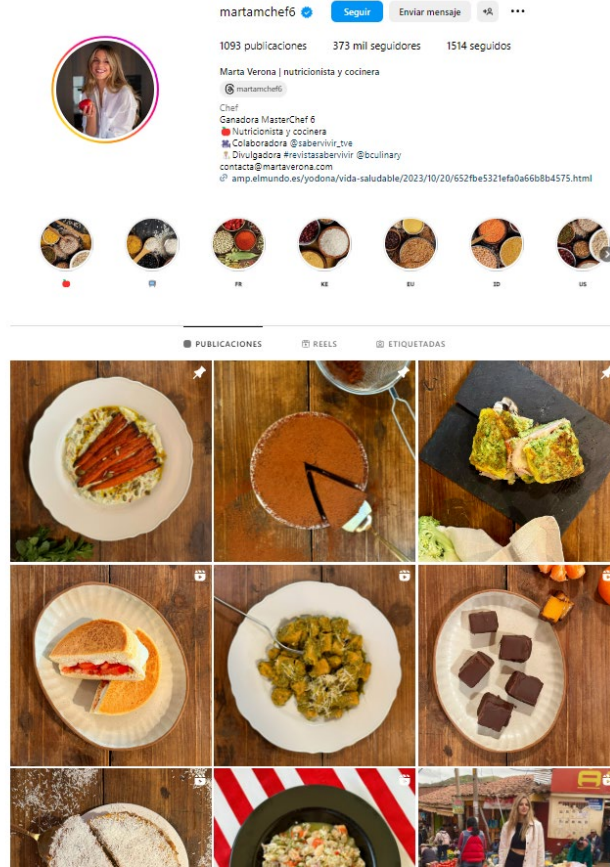 martamchef6 Seguir Enviar mensaje
1093 publicaciones 373 mil seguidores 1514 seguidos
Marta Verona | nutricionista y cocinera
martamchef6
Chef
Ganadora MasterChef 6
Nutricionista y cocinera
Colaboradora @sabervivir_tve
Divulgadora #revistasabervivir @bculinary
contacta@martaverona.com
amp.elmundo.es/yodona/vida-saludable/2023/10/20/652fbe5321efa0a66b8b4575.html
FR KE EU ID US
PUBLICACIONES REELS ETIQUETADAS